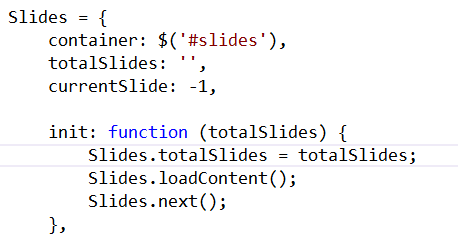 Slides = {
    container: $('#slides'),
    totalSlides: '',
    currentSlide: -1,

    init: function (totalSlides) {
        Slides.totalSlides = totalSlides;
        Slides.loadContent();
        Slides.next();
    },